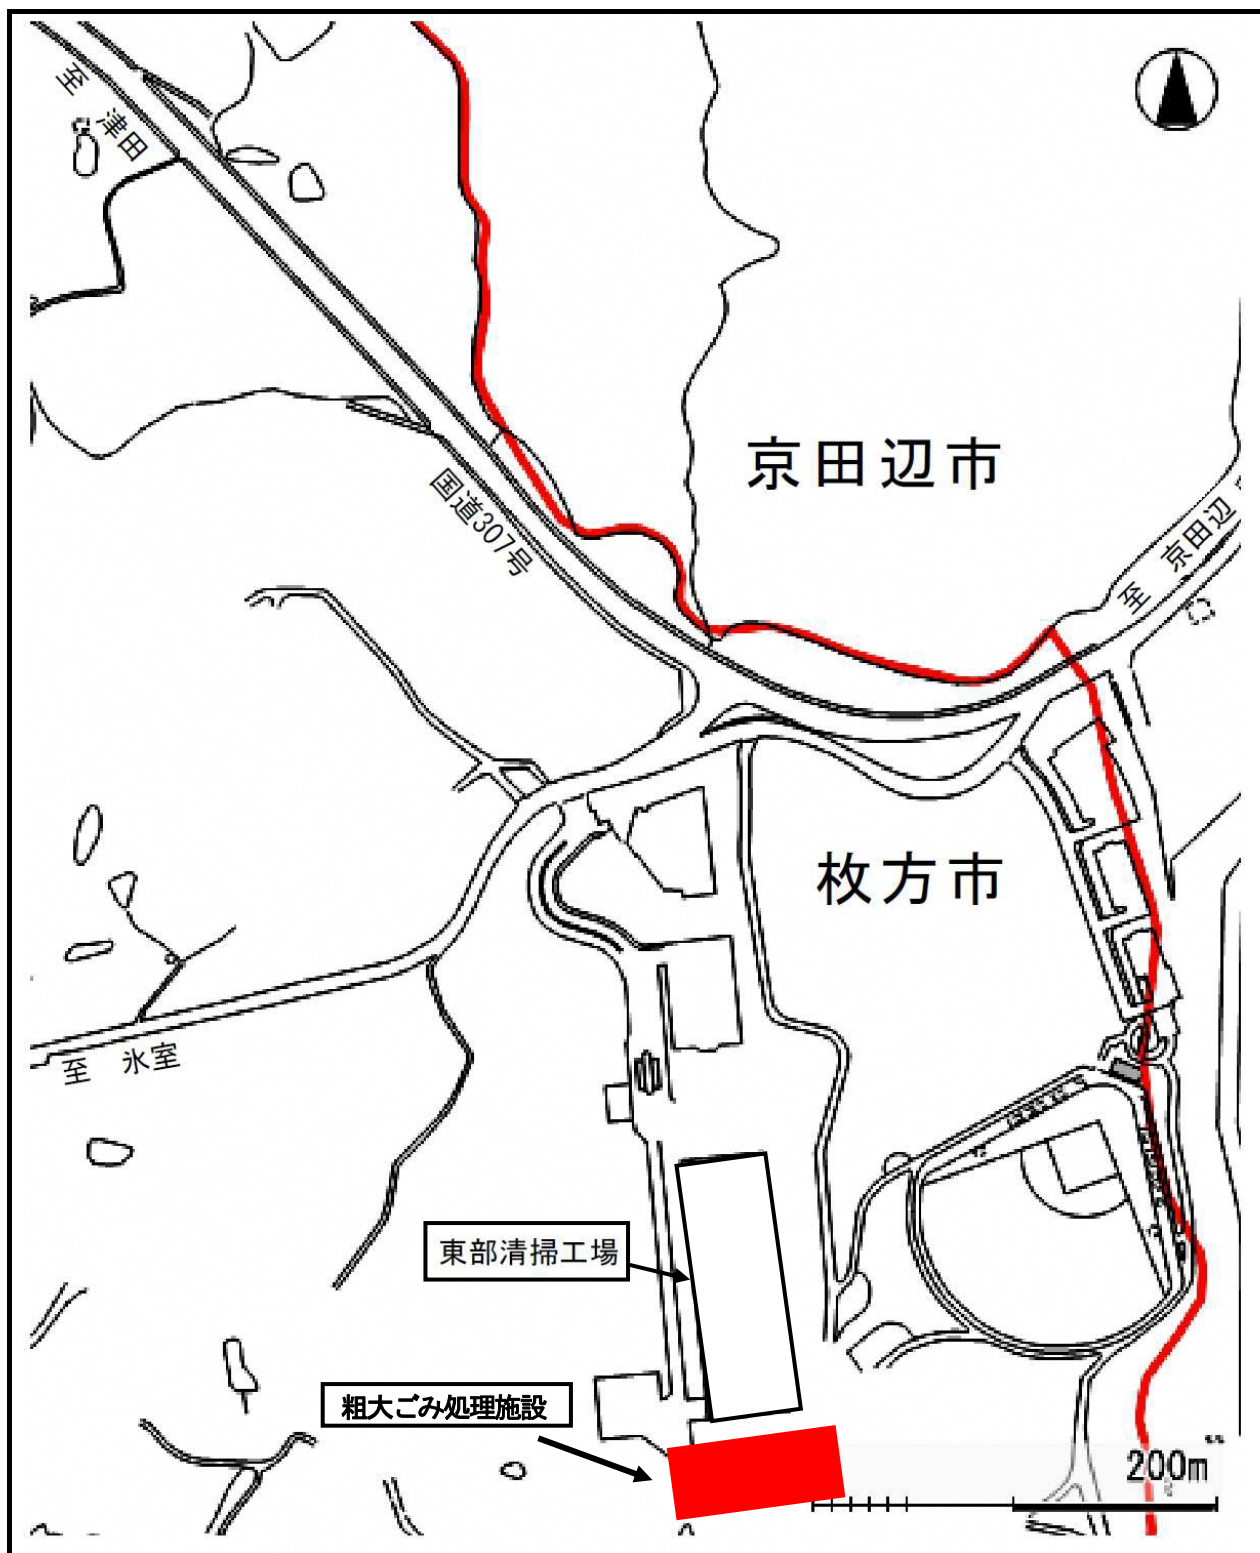 至 津田
京田辺市
国道307号
至 京田辺
枚方市
至 氷室
東部清掃工場
粗大ごみ処理施設
200m